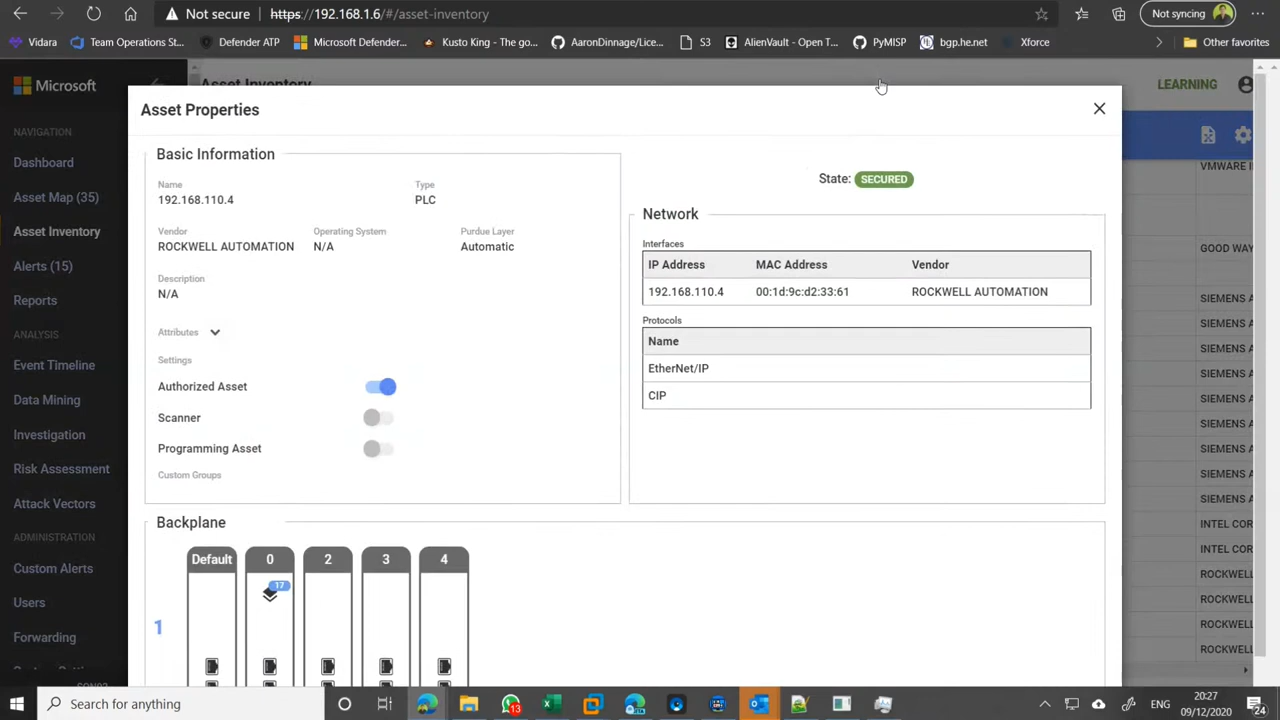 Not secure
https://192.168.1.6/#/asset-inventory
Not syncing
Vidara
Team Operations St...
Defender ATP
Microsoft Defender...
Kusto King - The go...
AaronDinnage/Lice...
S3
AlienVault - Open T...
PyMISP
bgp.he.net
Xforce
Other favorites
Microsoft
Asset Inventory
LEARNING
NAVIGATION
Dashboard
Asset Map (35)
Asset Inventory
Alerts (15)
Reports
ANALYSIS
Event Timeline
Data Mining
Investigation
Risk Assessment
Attack Vectors
ADMINISTRATION
Custom Alerts
Users
Forwarding
Asset Properties
Basic Information
Name
192.168.110.4
Type
PLC
Vendor
ROCKWELL AUTOMATION
Operating System
N/A
Purdue Layer
Automatic
Description
N/A
Attributes
Settings
Authorized Asset
Scanner
Programming Asset
Custom Groups
State: SECURED
Network
Interfaces
IP Address MAC Address Vendor
192.168.110.4 00:1d:9c:d2:33:61 ROCKWELL AUTOMATION
Protocols
Name
EtherNet/IP
CIP
Backplane
Default 0 2 3 4
17
1
VMWARE I
GOOD WAY
SIEMENS A
SIEMENS A
SIEMENS A
SIEMENS A
SIEMENS A
SIEMENS A
SIEMENS A
SIEMENS A
SIEMENS A
INTEL COR
INTEL COR
ROCKWELL
ROCKWELL
ROCKWELL
ROCKWELL
Search for anything
13
ENG
20:27
09/12/2020
24